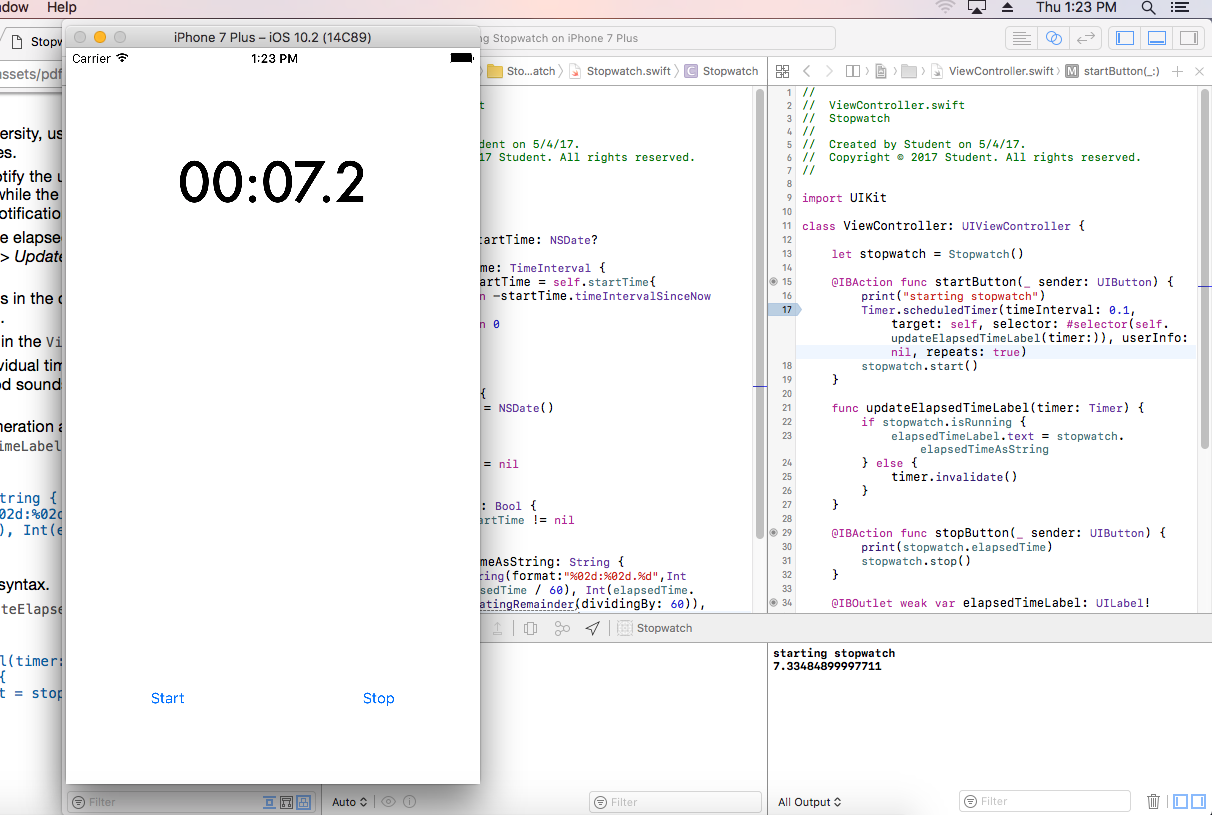 ndow Help
Thu 1:23 PM
Stopw
assets/pdf
ersity, us
es.
otify the u
while the
otificatio
e elapsed
> Update
s in the c
.
in the Vi
vidual tim
od sounds
neration a
imeLabel
tring {
02d:%02d
), Int(e
syntax.
ateElapse
l(timer:
{
t = stop
iPhone 7 Plus – iOS 10.2 (14C89)
Carrier 1:23 PM
00:07.2
Start Stop
ng Stopwatch on iPhone 7 Plus
Sto...atch Stopwatch.swift C Stopwatch
t
dent on 5/4/17.
17 Student. All rights reserved.
tartTime: NSDate?
me: TimeInterval {
artTime = self.startTime{
n -startTime.timeIntervalSinceNow
n 0
{
= NSDate()
= nil
: Bool {
artTime != nil
meAsString: String {
ring(format:"%02d:%02d.%d",Int
sedTime / 60), Int(elapsedTime.
atingRemainder(dividingBy: 60)),
ViewController.swift M startButton(_:)
1 //
2 // ViewController.swift
3 // Stopwatch
4 //
5 // Created by Student on 5/4/17.
6 // Copyright © 2017 Student. All rights reserved.
7 //
8
9 import UIKit
10
11 class ViewController: UIViewController {
12
13 let stopwatch = Stopwatch()
14
15 @IBAction func startButton(_ sender: UIButton) {
16 print("starting stopwatch")
17 Timer.scheduledTimer(timeInterval: 0.1,
target: self, selector: #selector(self.
updateElapsedTimeLabel(timer:)), userInfo:
nil, repeats: true)
18 stopwatch.start()
19 }
20
21 func updateElapsedTimeLabel(timer: Timer) {
22 if stopwatch.isRunning {
23 elapsedTimeLabel.text = stopwatch.
elapsedTimeAsString
24 } else {
25 timer.invalidate()
26 }
27 }
28
29 @IBAction func stopButton(_ sender: UIButton) {
30 print(stopwatch.elapsedTime)
31 stopwatch.stop()
32 }
33
34 @IBOutlet weak var elapsedTimeLabel: UILabel!
Stopwatch
starting stopwatch
7.33484899997711
Filter
Auto
Filter
All Output
Filter